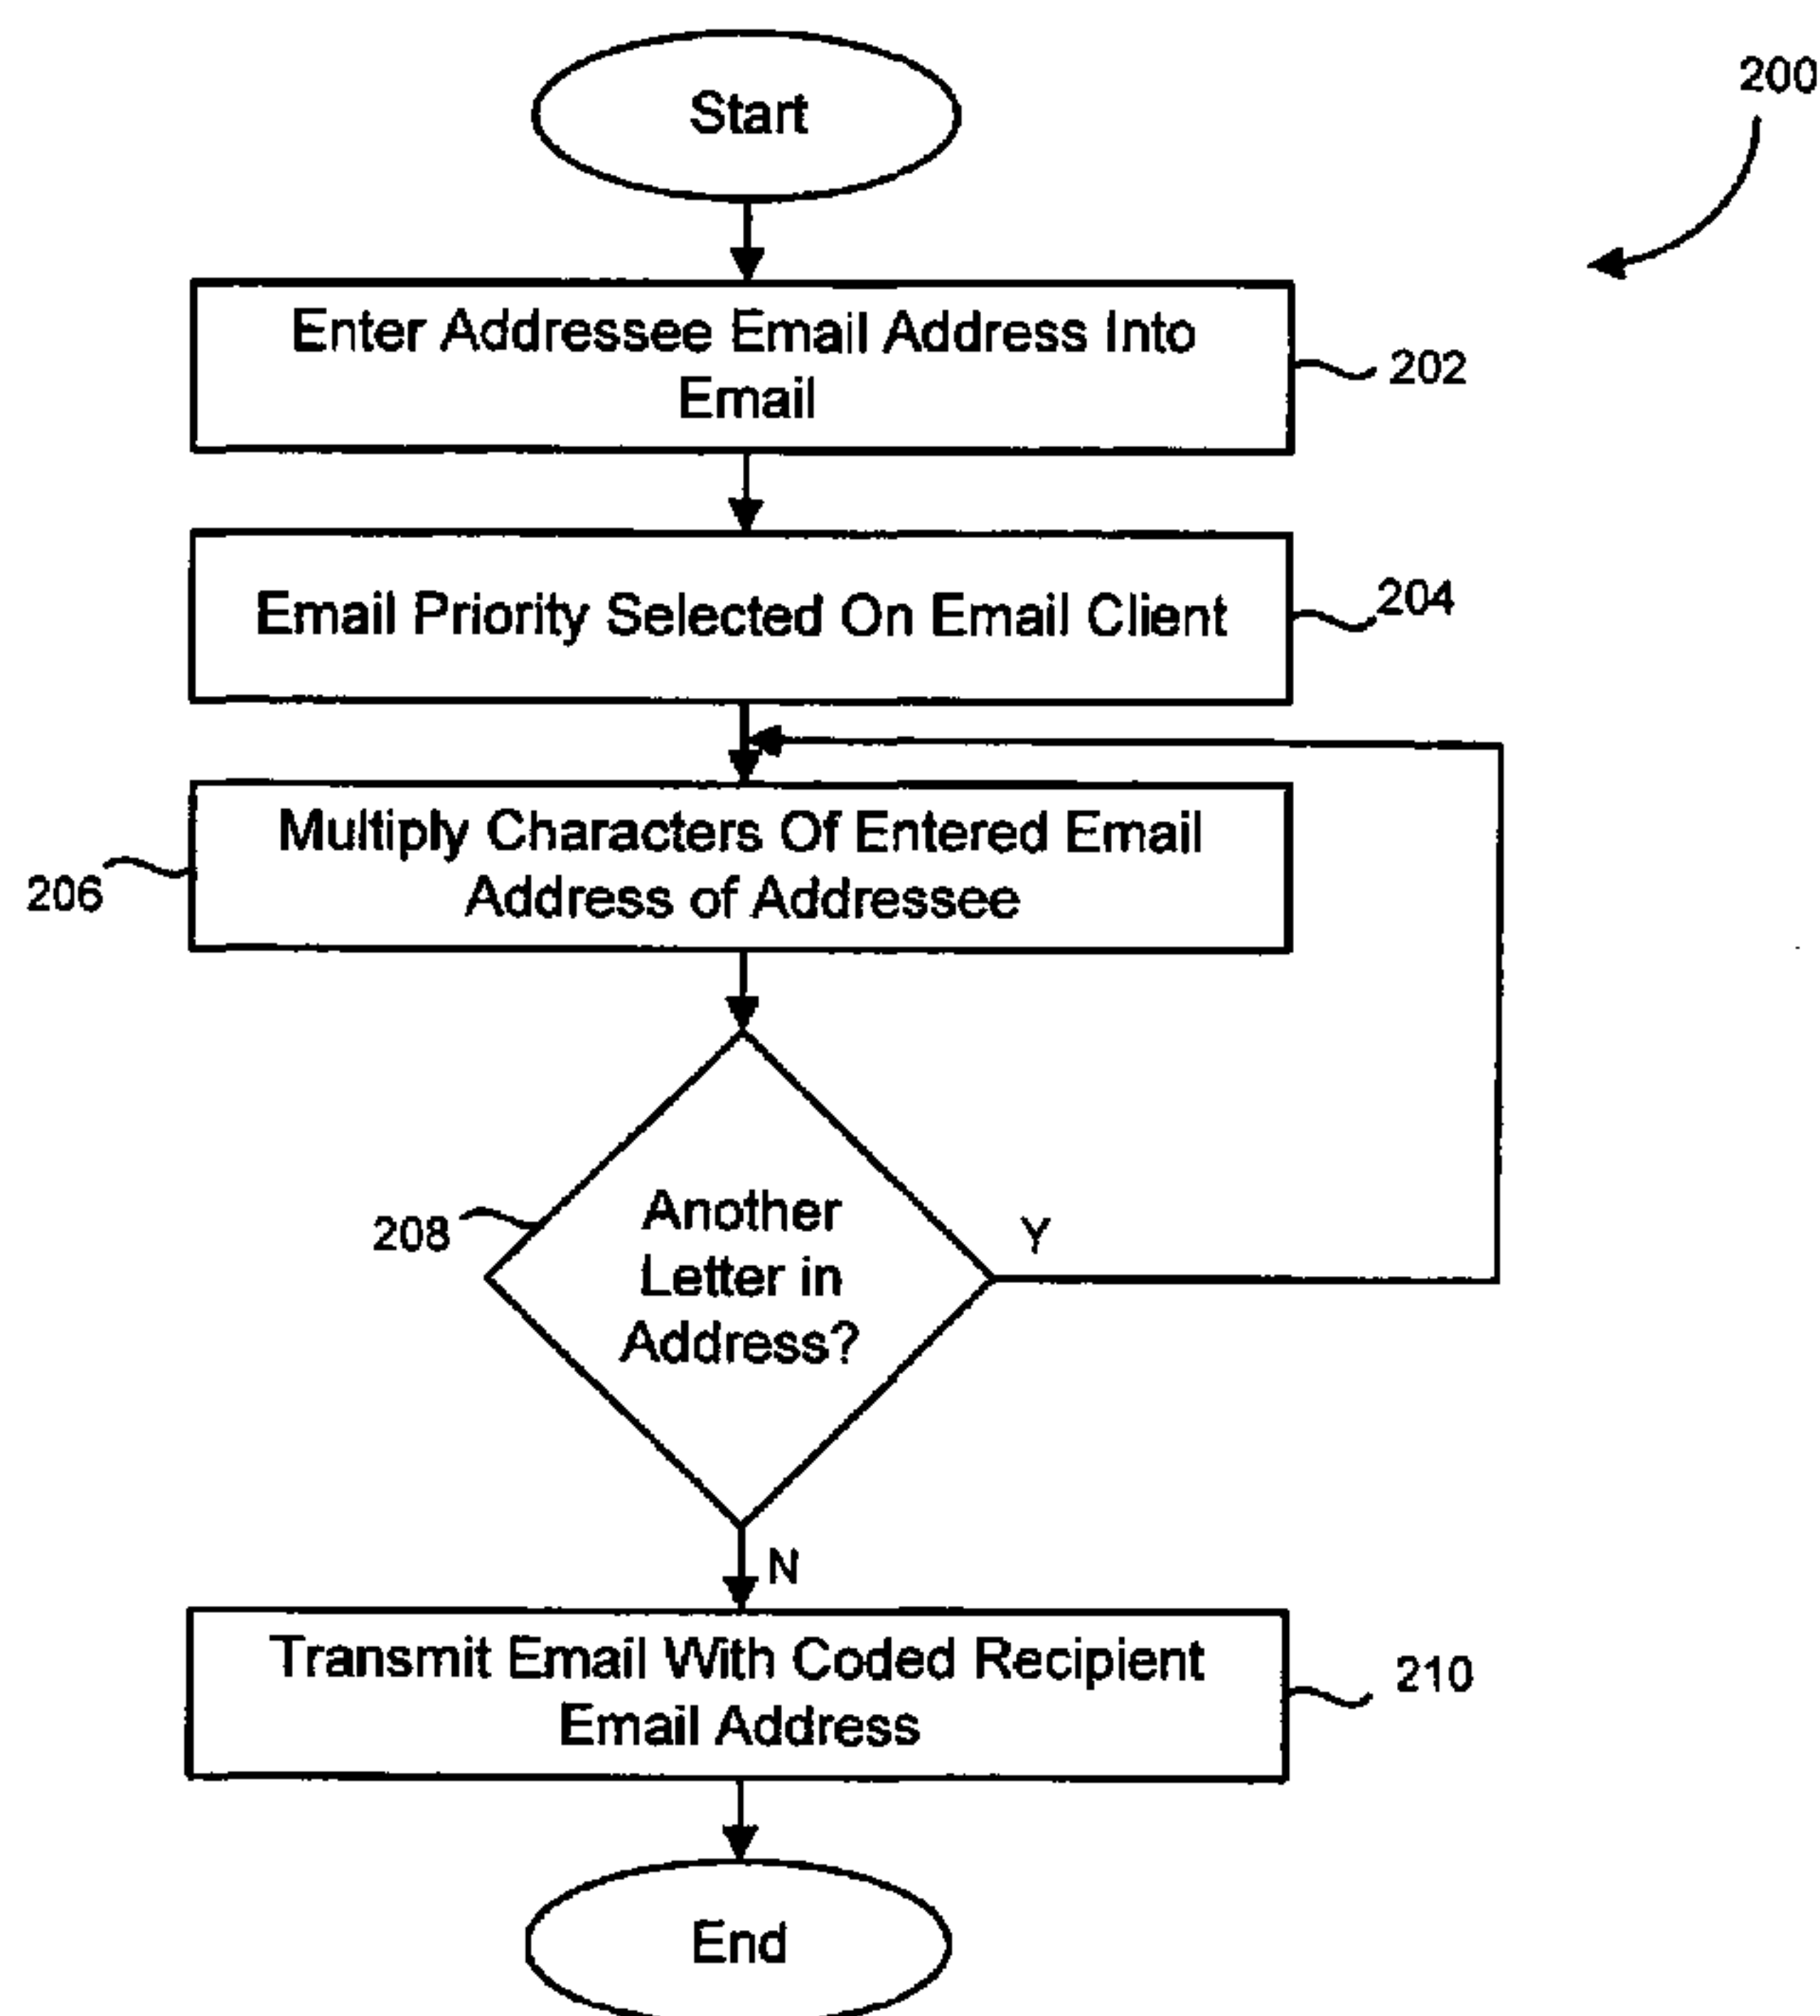 Start
200
Enter Addressee Email Address Into
Email
202
Email Priority Selected On Email Client
204
Multiply Characters Of Entered Email
Address of Addressee
206
Another
Letter in
Address?
208
Y
N
Transmit Email With Coded Recipient
Email Address
210
End